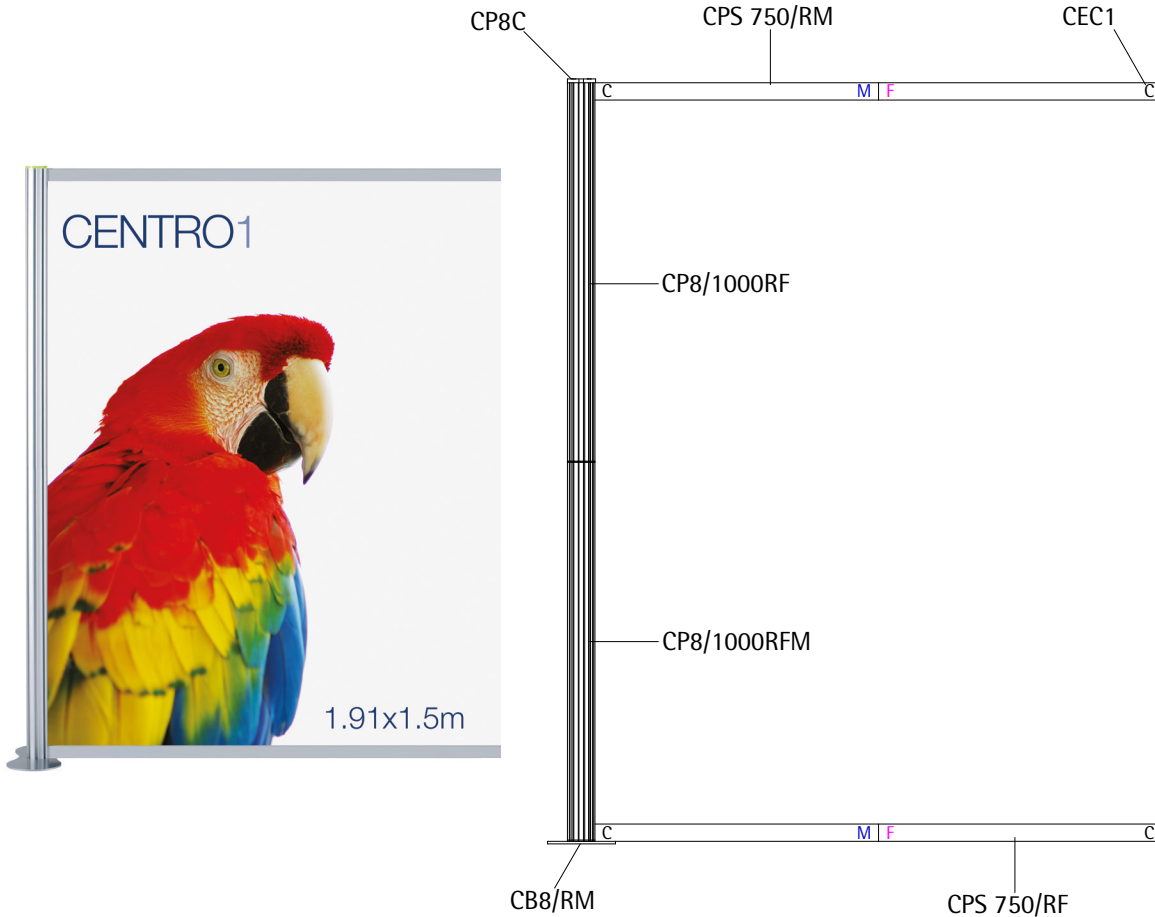 CP8C
CPS 750/RM
CEC1
C
M
F
C
CENTRO1
CP8/1000RF
CP8/1000RFM
1.91x1.5m
C
M
F
C
CB8/RM
CPS 750/RF